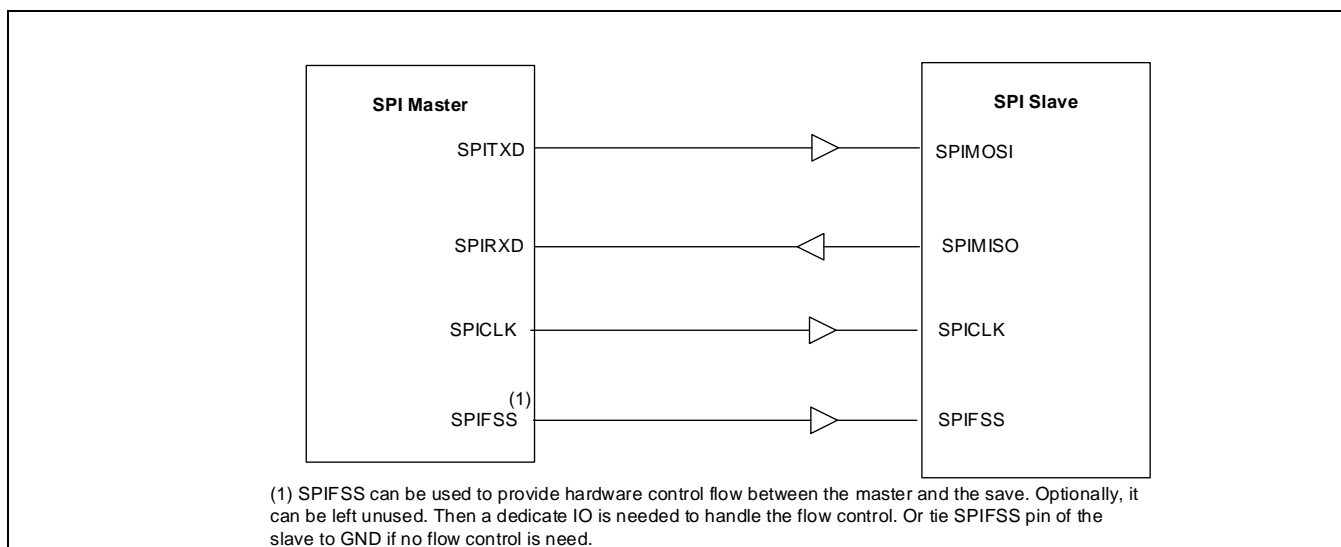 SPI Master
SPI Slave
SPITXD
SPIMOSI
SPIRXD
SPIMISO
SPICLK
SPICLK
(1)
SPIFSS
SPIFSS
(1) SPIFSS can be used to provide hardware control flow between the master and the save. Optionally, it
can be left unused. Then a dedicate IO is needed to handle the flow control. Or tie SPIFSS pin of the
slave to GND if no flow control is need.